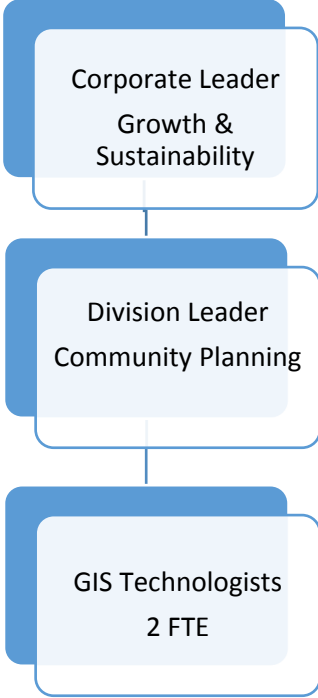 Corporate Leader
Growth &
Sustainability
Division Leader
Community Planning
GIS Technologists
2 FTE